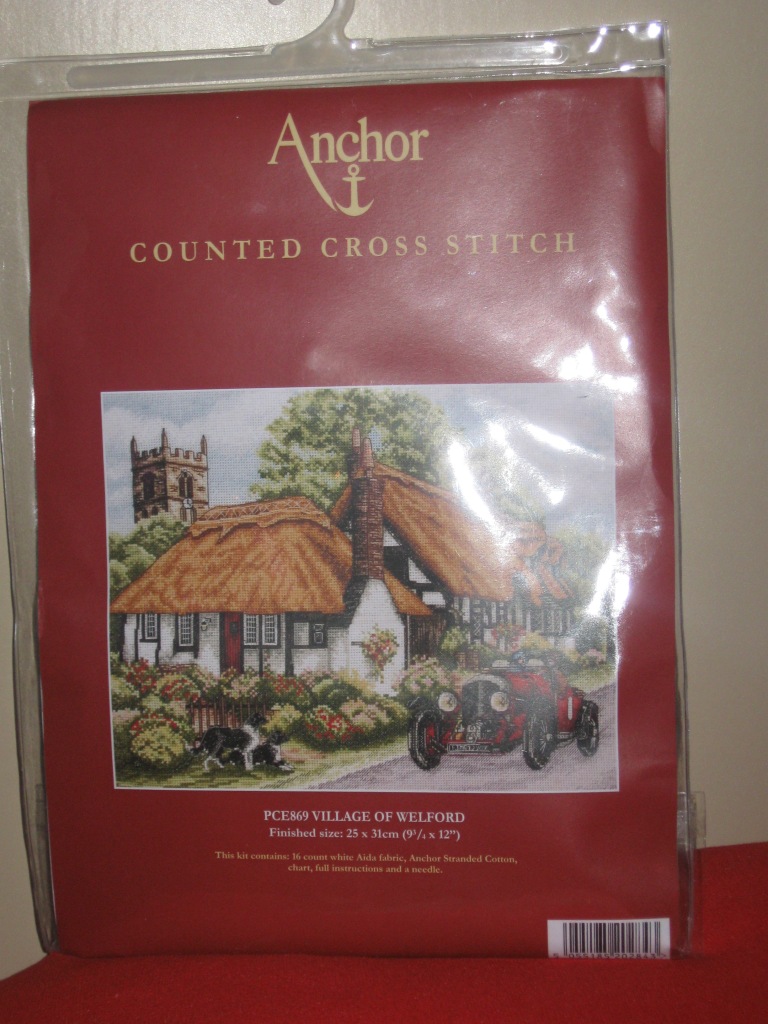 Anchor
COUNTED CROSS STITCH
PCE869 VILLAGE OF WELFORD
Finished size: 25 x 31cm (9³/₄ x 12”)
This kit contains: 16 count white Aida fabric, Anchor Stranded Cotton,
chart, full instructions and a needle.